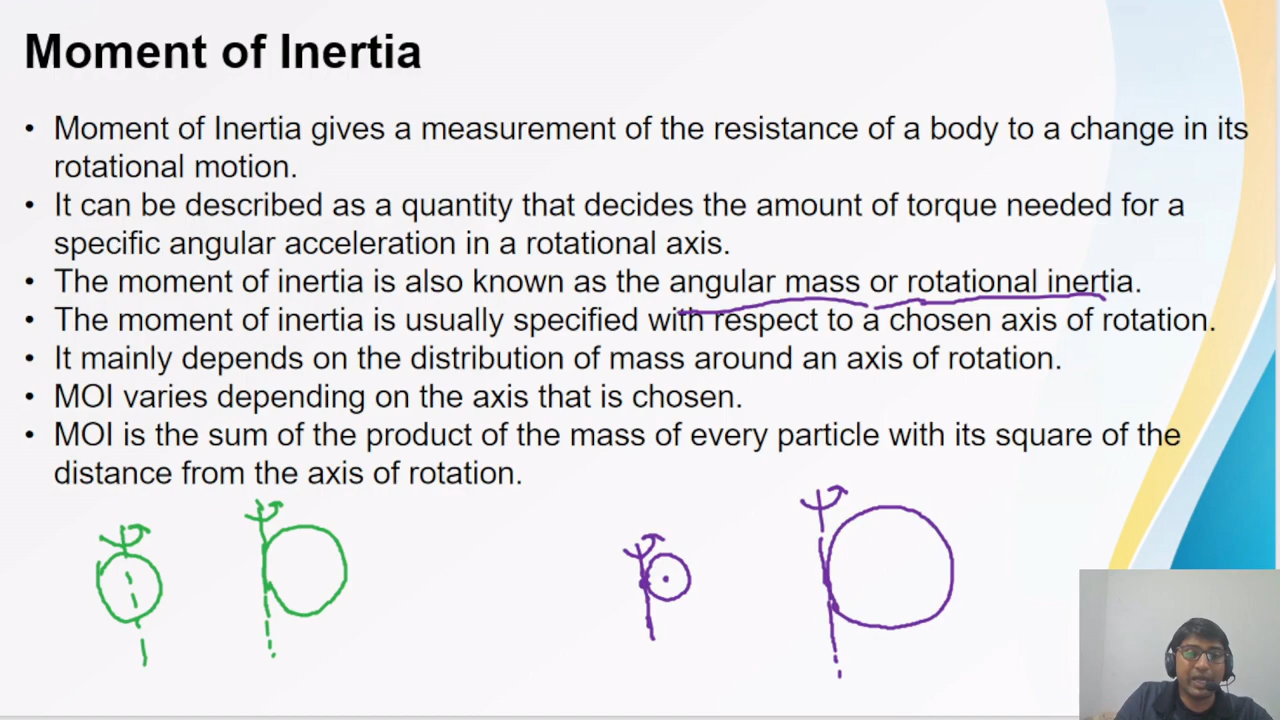 Moment of Inertia
• Moment of Inertia gives a measurement of the resistance of a body to a change in its
rotational motion.
• It can be described as a quantity that decides the amount of torque needed for a
specific angular acceleration in a rotational axis.
• The moment of inertia is also known as the angular mass or rotational inertia.
• The moment of inertia is usually specified with respect to a chosen axis of rotation.
• It mainly depends on the distribution of mass around an axis of rotation.
• MOI varies depending on the axis that is chosen.
• MOI is the sum of the product of the mass of every particle with its square of the
distance from the axis of rotation.